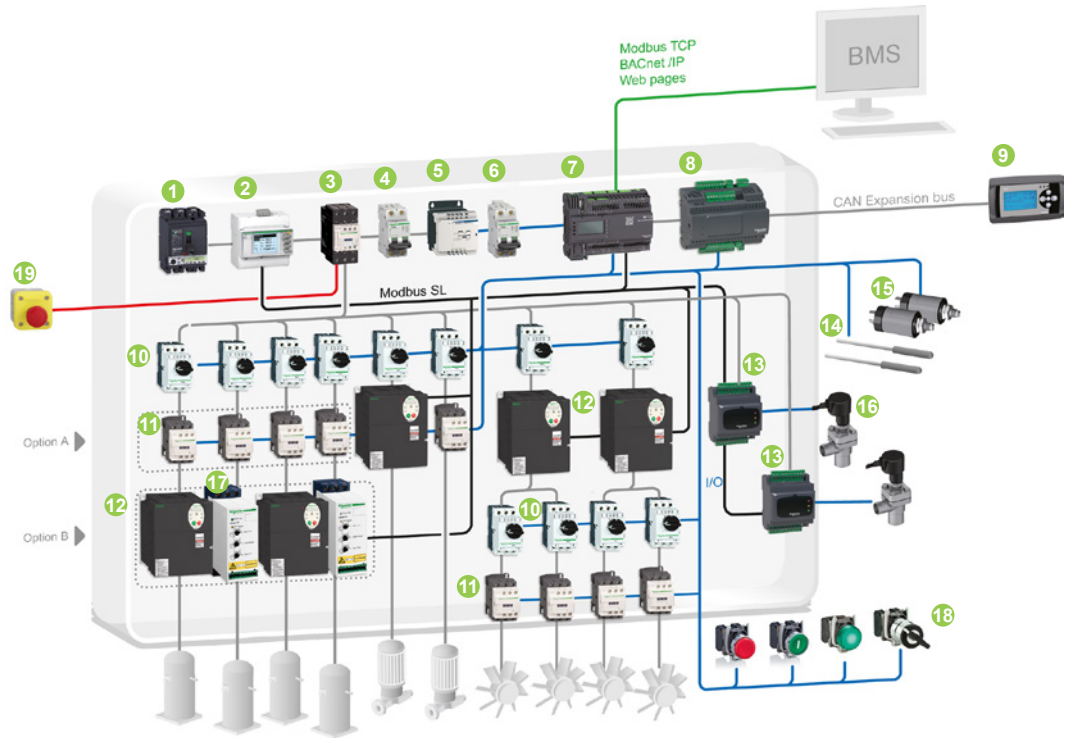 Modbus TCP
BACnet /IP
Web pages
BMS
1
2
3
4
5
6
7
8
9
CAN Expansion bus
19
Modbus SL
15
14
10
13
12
16
11
Option A
13
17
I/O
12
10
Option B
11
18